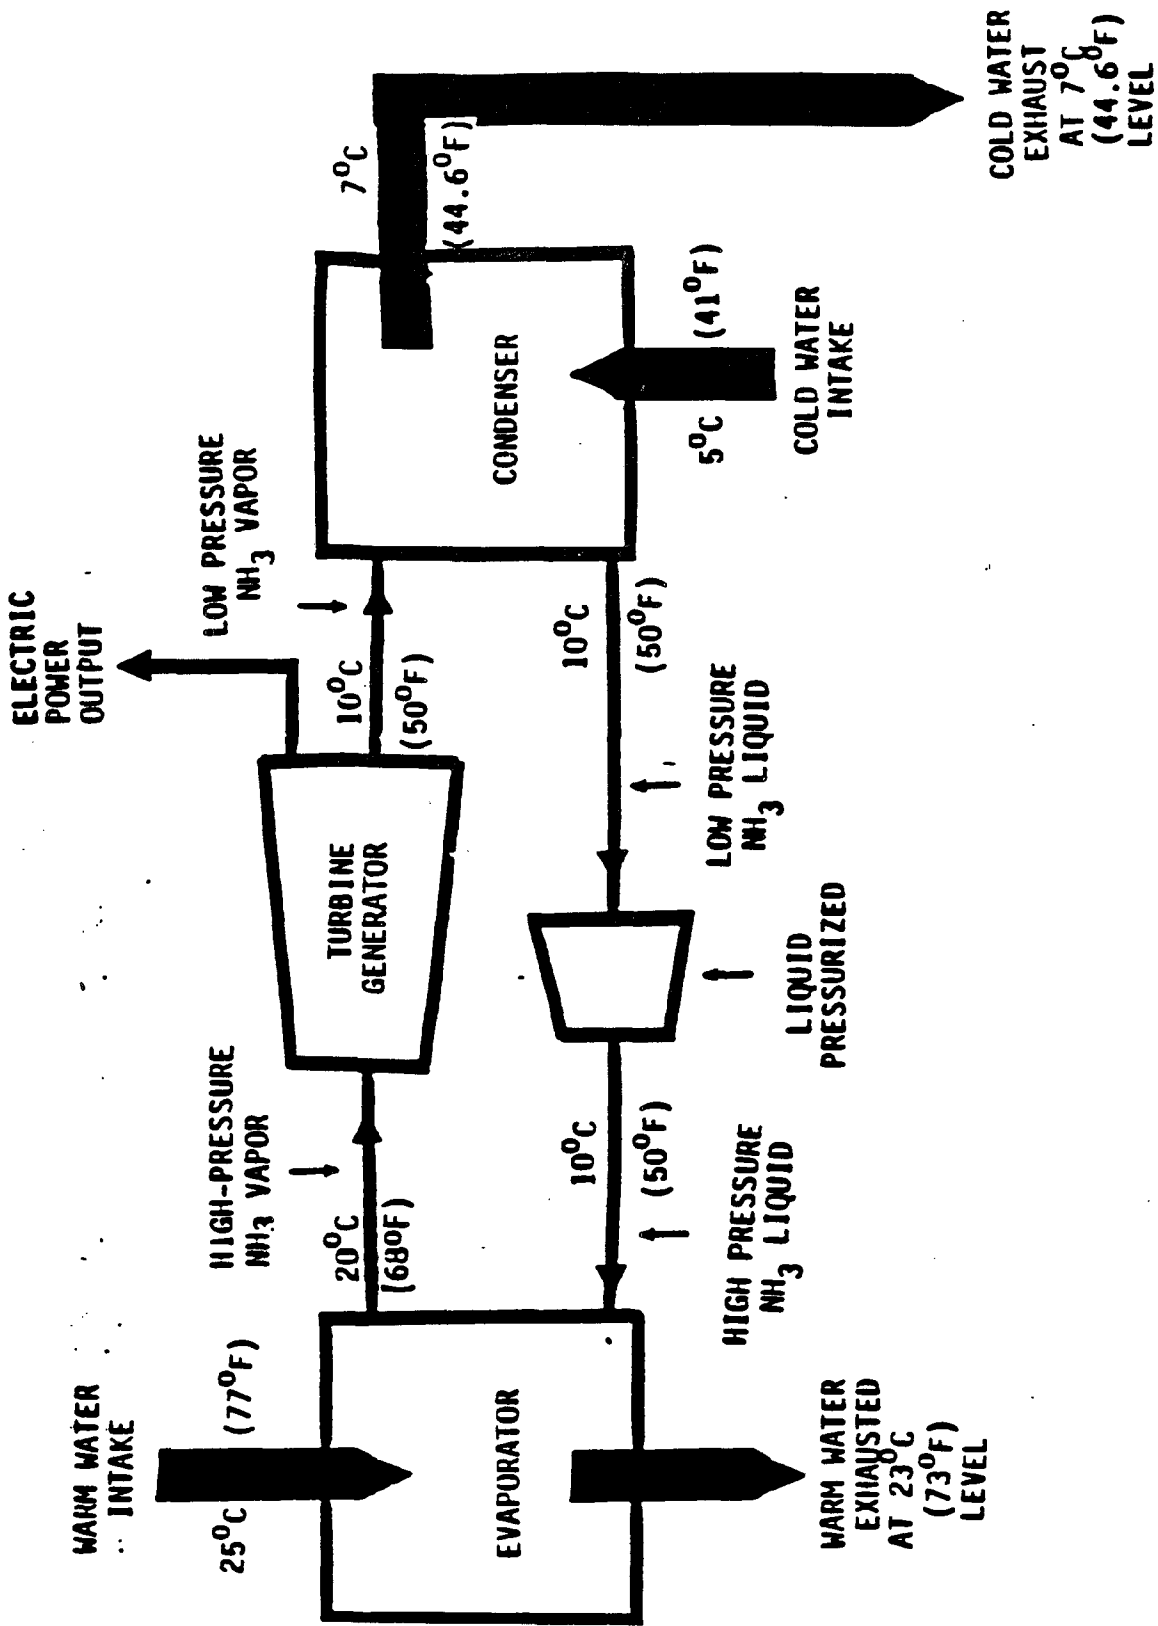 WARM WATER
INTAKE
25°C
(77°F)
EVAPORATOR
WARM WATER
EXHAUSTED
AT 23°C
(73°F)
LEVEL
HIGH-PRESSURE
NH3 VAPOR
20°C
(68°F)
TURBINE
GENERATOR
ELECTRIC
POWER
OUTPUT
10°C
(50°F)
LOW PRESSURE
NH3 VAPOR
CONDENSER
7°C
(44.6°F)
COLD WATER
EXHAUST
AT 7°C
(44.6°F)
LEVEL
5°C
(41°F)
COLD WATER
INTAKE
10°C
(50°F)
LOW PRESSURE
NH3 LIQUID
LIQUID
PRESSURIZED
10°C
(50°F)
HIGH PRESSURE
NH3 LIQUID